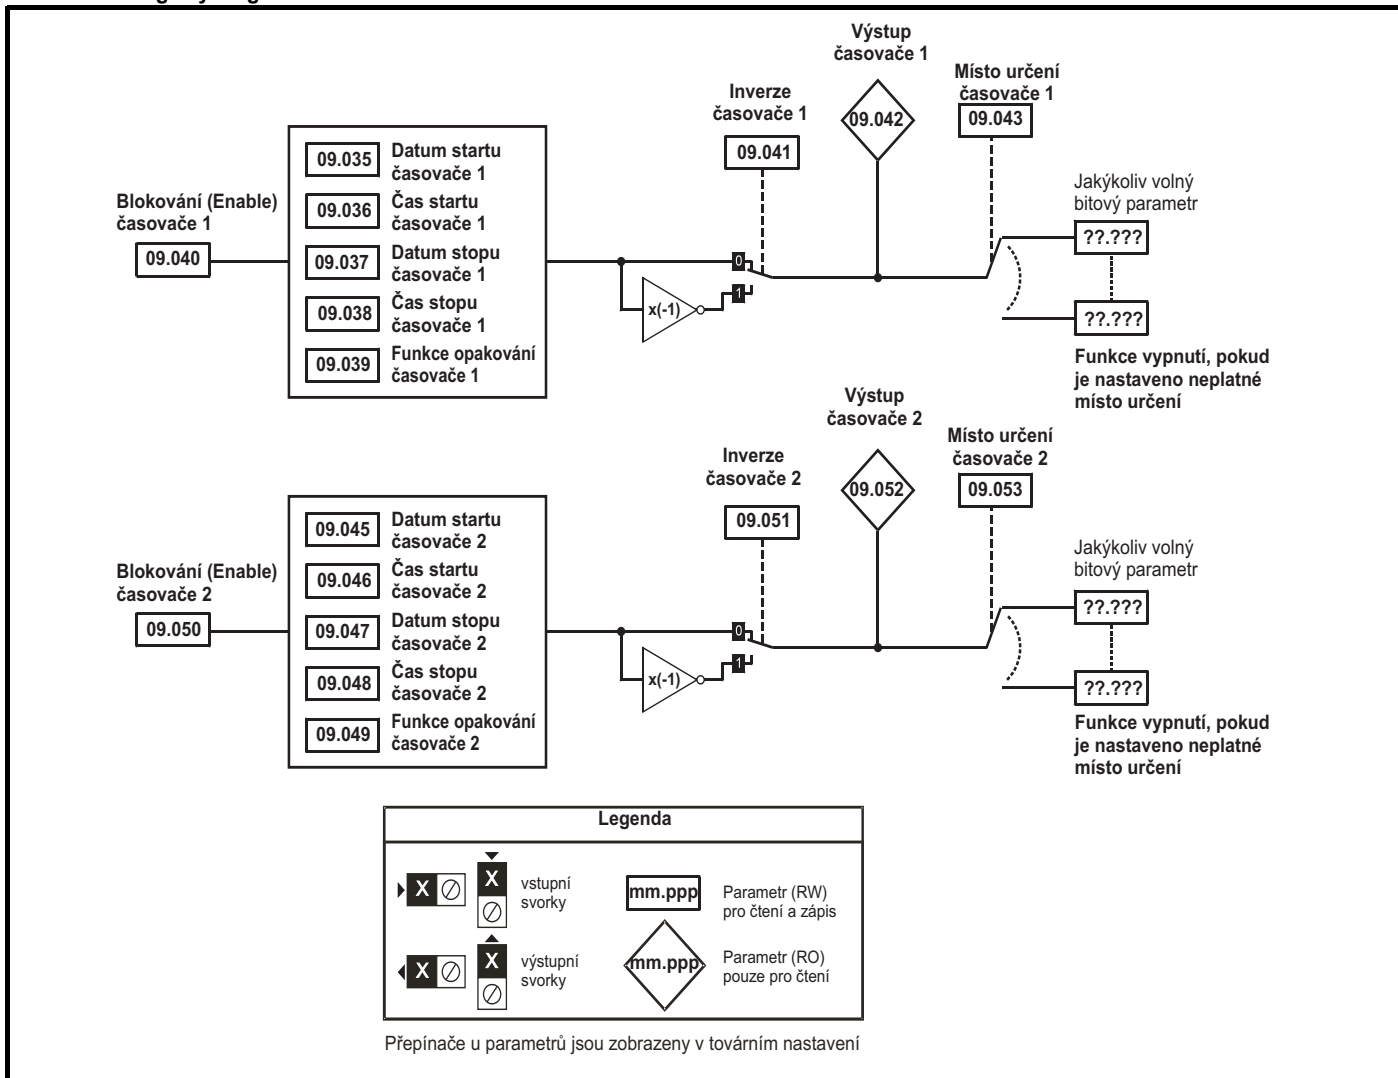 Výstup
časovače 1
Místo určení
časovače 1
Inverze
časovače 1
09.042
09.043
09.041
09.035
Datum startu
časovače 1
Blokování (Enable)
časovače 1
09.040
09.036
Čas startu
časovače 1
09.037
Datum stopu
časovače 1
09.038
Čas stopu
časovače 1
09.039
Funkce opakování
časovače 1
0
1
x(-1)
Jakýkoliv volný
bitový parametr
??.???
??.???
Funkce vypnutí, pokud
je nastaveno neplatné
místo určení
Výstup
časovače 2
Místo určení
časovače 2
Inverze
časovače 2
09.052
09.053
09.051
09.045
Datum startu
časovače 2
Blokování (Enable)
časovače 2
09.050
09.046
Čas startu
časovače 2
09.047
Datum stopu
časovače 2
09.048
Čas stopu
časovače 2
09.049
Funkce opakování
časovače 2
0
1
x(-1)
Jakýkoliv volný
bitový parametr
??.???
??.???
Funkce vypnutí, pokud
je nastaveno neplatné
místo určení
Legenda
X
X
vstupní
svorky
mm.ppp
Parametr (RW)
pro čtení a zápis
X
X
výstupní
svorky
mm.ppp
Parametr (RO)
pouze pro čtení
Přepínače u parametrů jsou zobrazeny v továrním nastavení